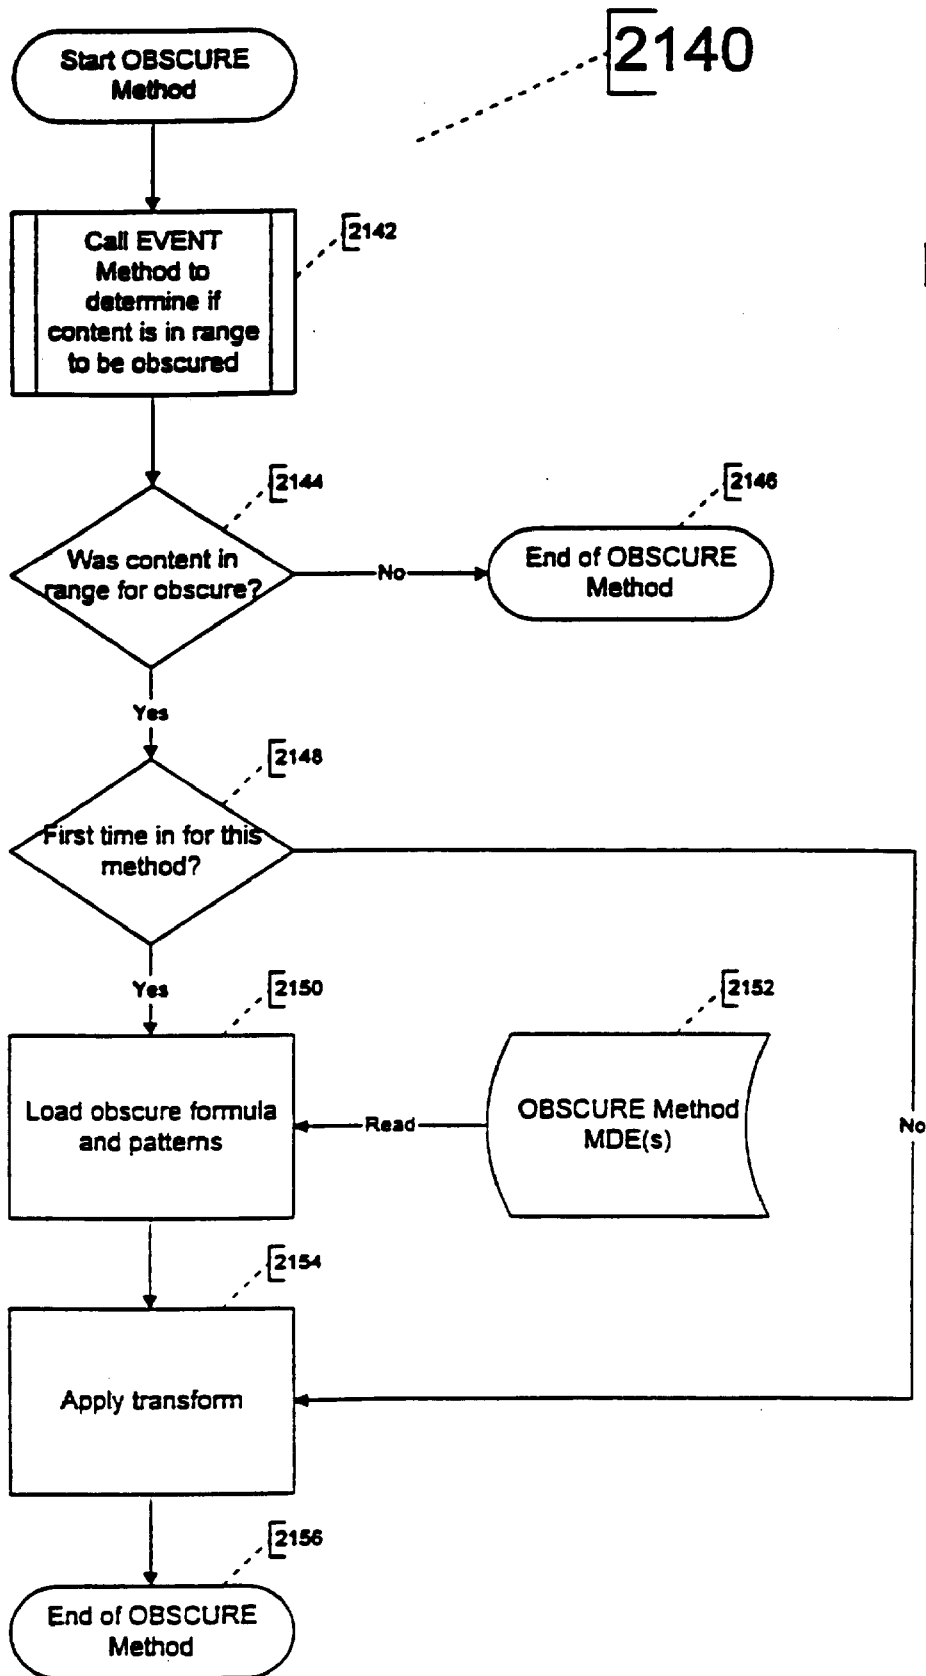 2140
Start OBSCURE
Method
2142
Call EVENT
Method to
determine if
content is in range
to be obscured
2144
Was content in
range for obscure?
No
2146
End of OBSCURE
Method
Yes
2148
First time in for this
method?
Yes
No
2150
Load obscure formula
and patterns
Read
2152
OBSCURE Method
MDE(s)
2154
Apply transform
2156
End of OBSCURE
Method